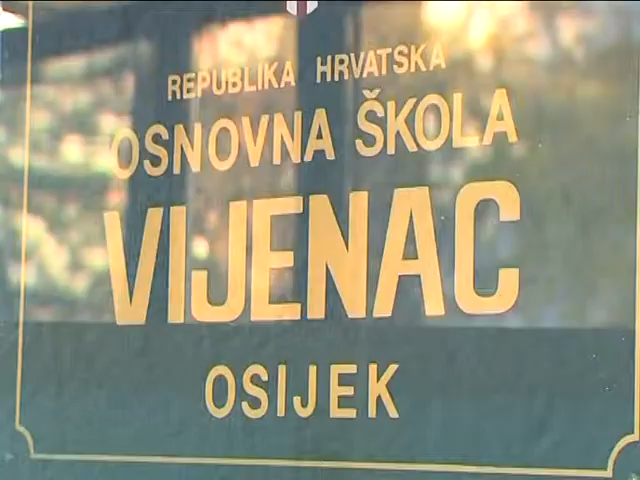 REPUBLIKA HRVATSKA
OSNOVNA ŠKOLA
VIJENAC
OSIJEK